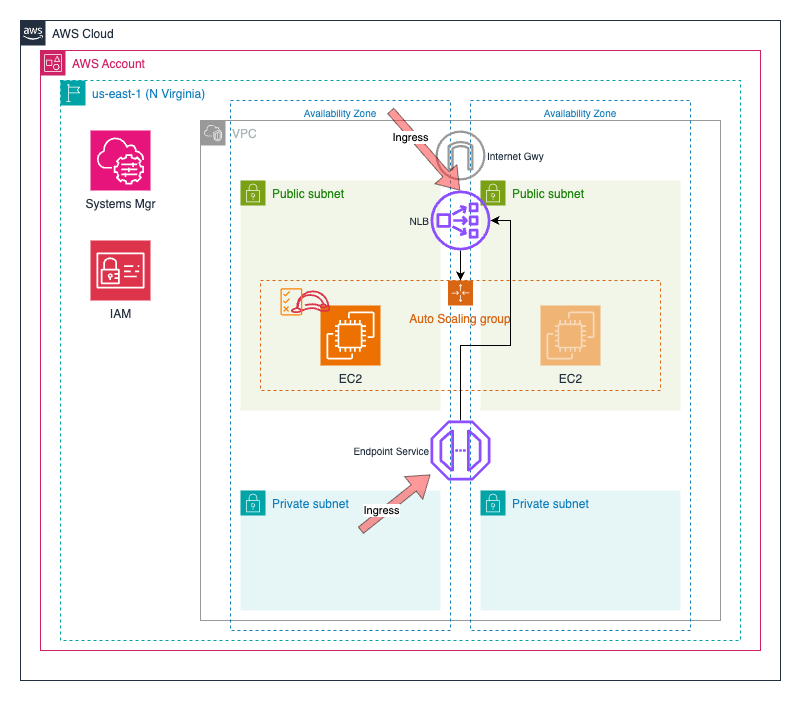 aws
AWS Cloud
AWS Account
us-east-1 (N Virginia)
Availability Zone
Availability Zone
VPC
Ingress
Internet Gwy
Systems Mgr
Public subnet
Public subnet
NLB
IAM
Auto Scaling group
EC2
EC2
Endpoint Service
Private subnet
Private subnet
Ingress